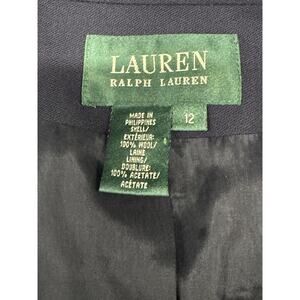 LAUREN
RALPH LAUREN
12
MADE IN
PHILIPPINES
SHELL/
EXTÉRIEUR:
100% WOOL/
LAINE
LINING/
DOUBLURE:
100% ACETATE/
ACÉTATE